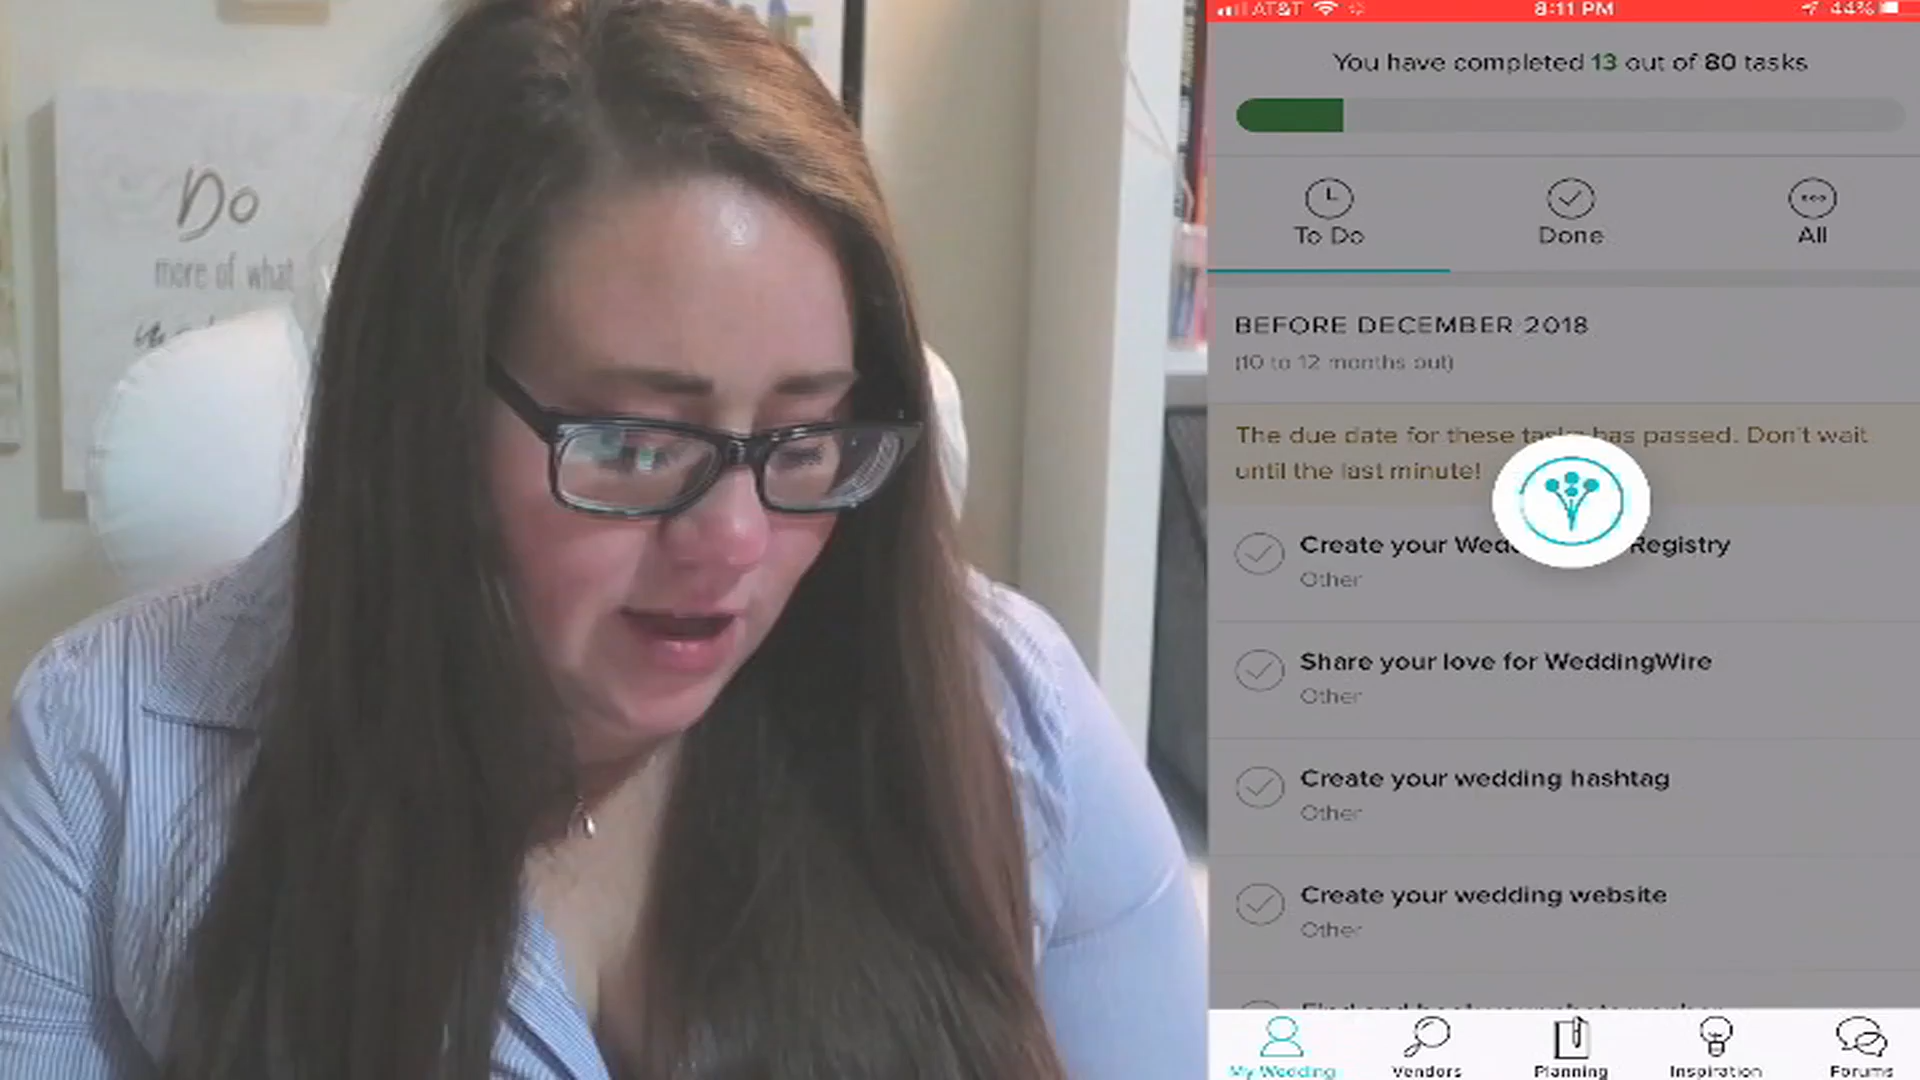 Do
more of what
AT&T
8:11 PM
44%
You have completed 13 out of 80 tasks
To Do
Done
All
BEFORE DECEMBER 2018
(10 to 12 months out)
The due date for these tasks has passed. Don't wait
until the last minute!
Create your Registry
Other
Share your love for WeddingWire
Other
Create your wedding hashtag
Other
Create your wedding website
Other
My Wedding
Vendors
Planning
Inspiration
Forums